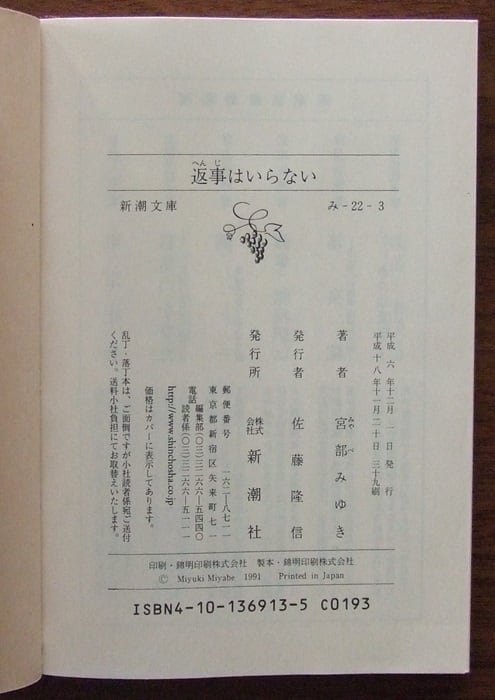 返事はいらない
へんじ
新潮文庫
み-22-3
平成六年十二月一日発行
平成十八年十月二十日三十九刷
著者 宮部みゆき
みやべ
発行者 佐藤隆信
発行所 株式会社 新潮社
郵便番号 一六二―八七一一
東京都新宿区矢来町七一
電話 編集部(〇三)三二六六―五四四〇
読者係(〇三)三二六六―五一一一
http://www.shinchosha.co.jp
価格はカバーに表示してあります。
乱丁・落丁本は、ご面倒ですが小社読者係宛ご送付
ください。送料小社負担にてお取替えいたします。
印刷・錦明印刷株式会社 製本・錦明印刷株式会社
© Miyuki Miyabe 1991 Printed in Japan
ISBN4-10-136913-5 C0193